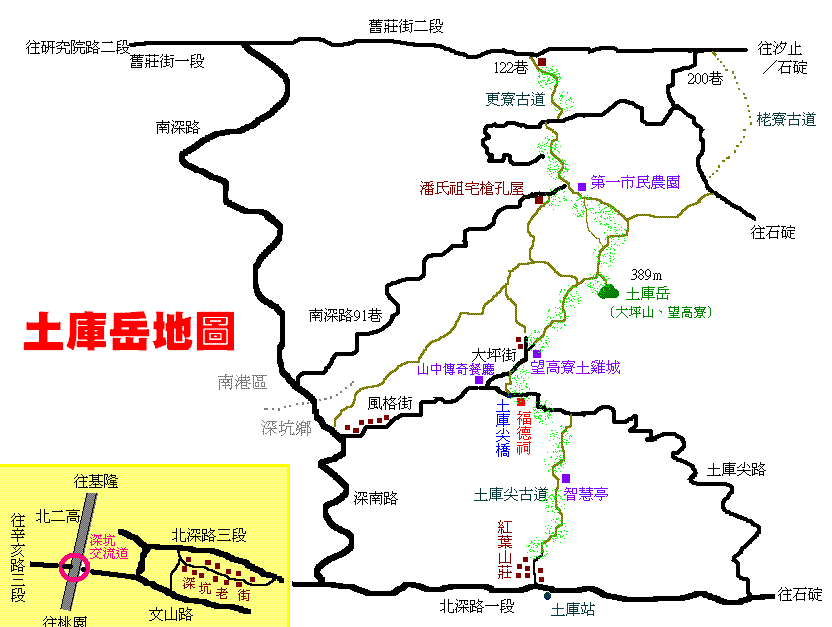 舊莊街二段
往研究院路二段
舊莊街一段
往汐止
／石碇
122巷
200巷
更寮古道
栳寮古道
南深路
潘氏祖宅槍孔屋
第一市民農園
往石碇
389m
土庫岳
(大坪山、望高寮)
南深路91巷
土庫岳地圖
大坪街
山中傳奇餐廳
望高寮土雞城
南港區
深坑鄉
風格街
土庫尖橋
福德祠
土庫尖路
深南路
土庫尖古道
智慧亭
紅葉山莊
北深路一段
土庫站
往石碇
往基隆
北二高
往辛亥路三段
深坑
交流道
北深路三段
深坑老街
文山路
往桃園